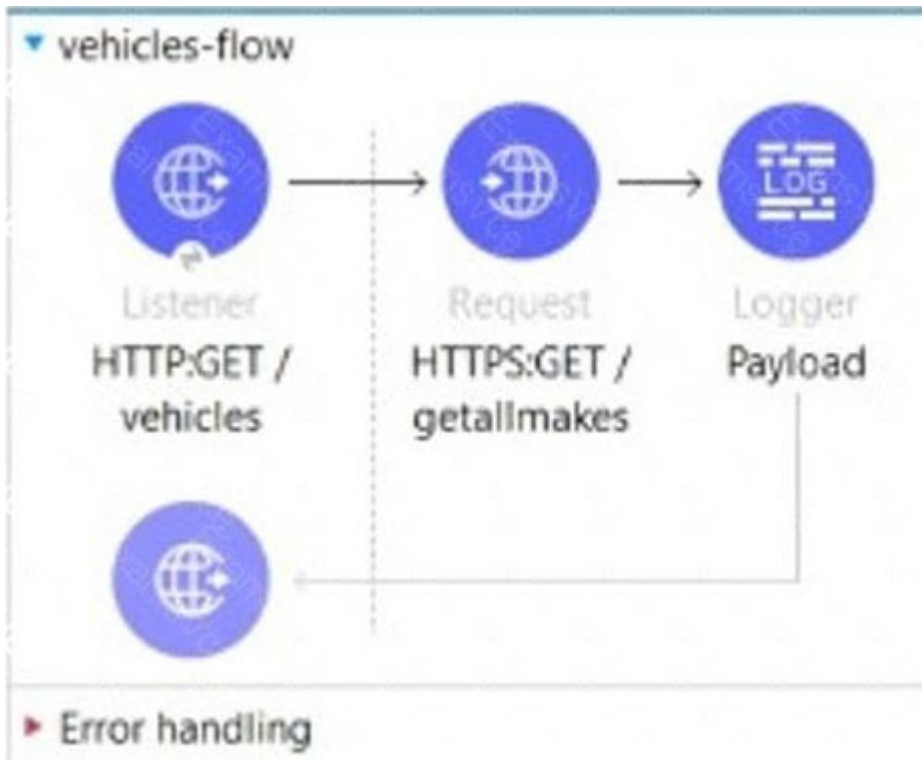 vehicles-flow
LOG
Listener
Request
Logger
HTTP:GET /
vehicles
HTTPS:GET /
getallmakes
Payload
Error handling